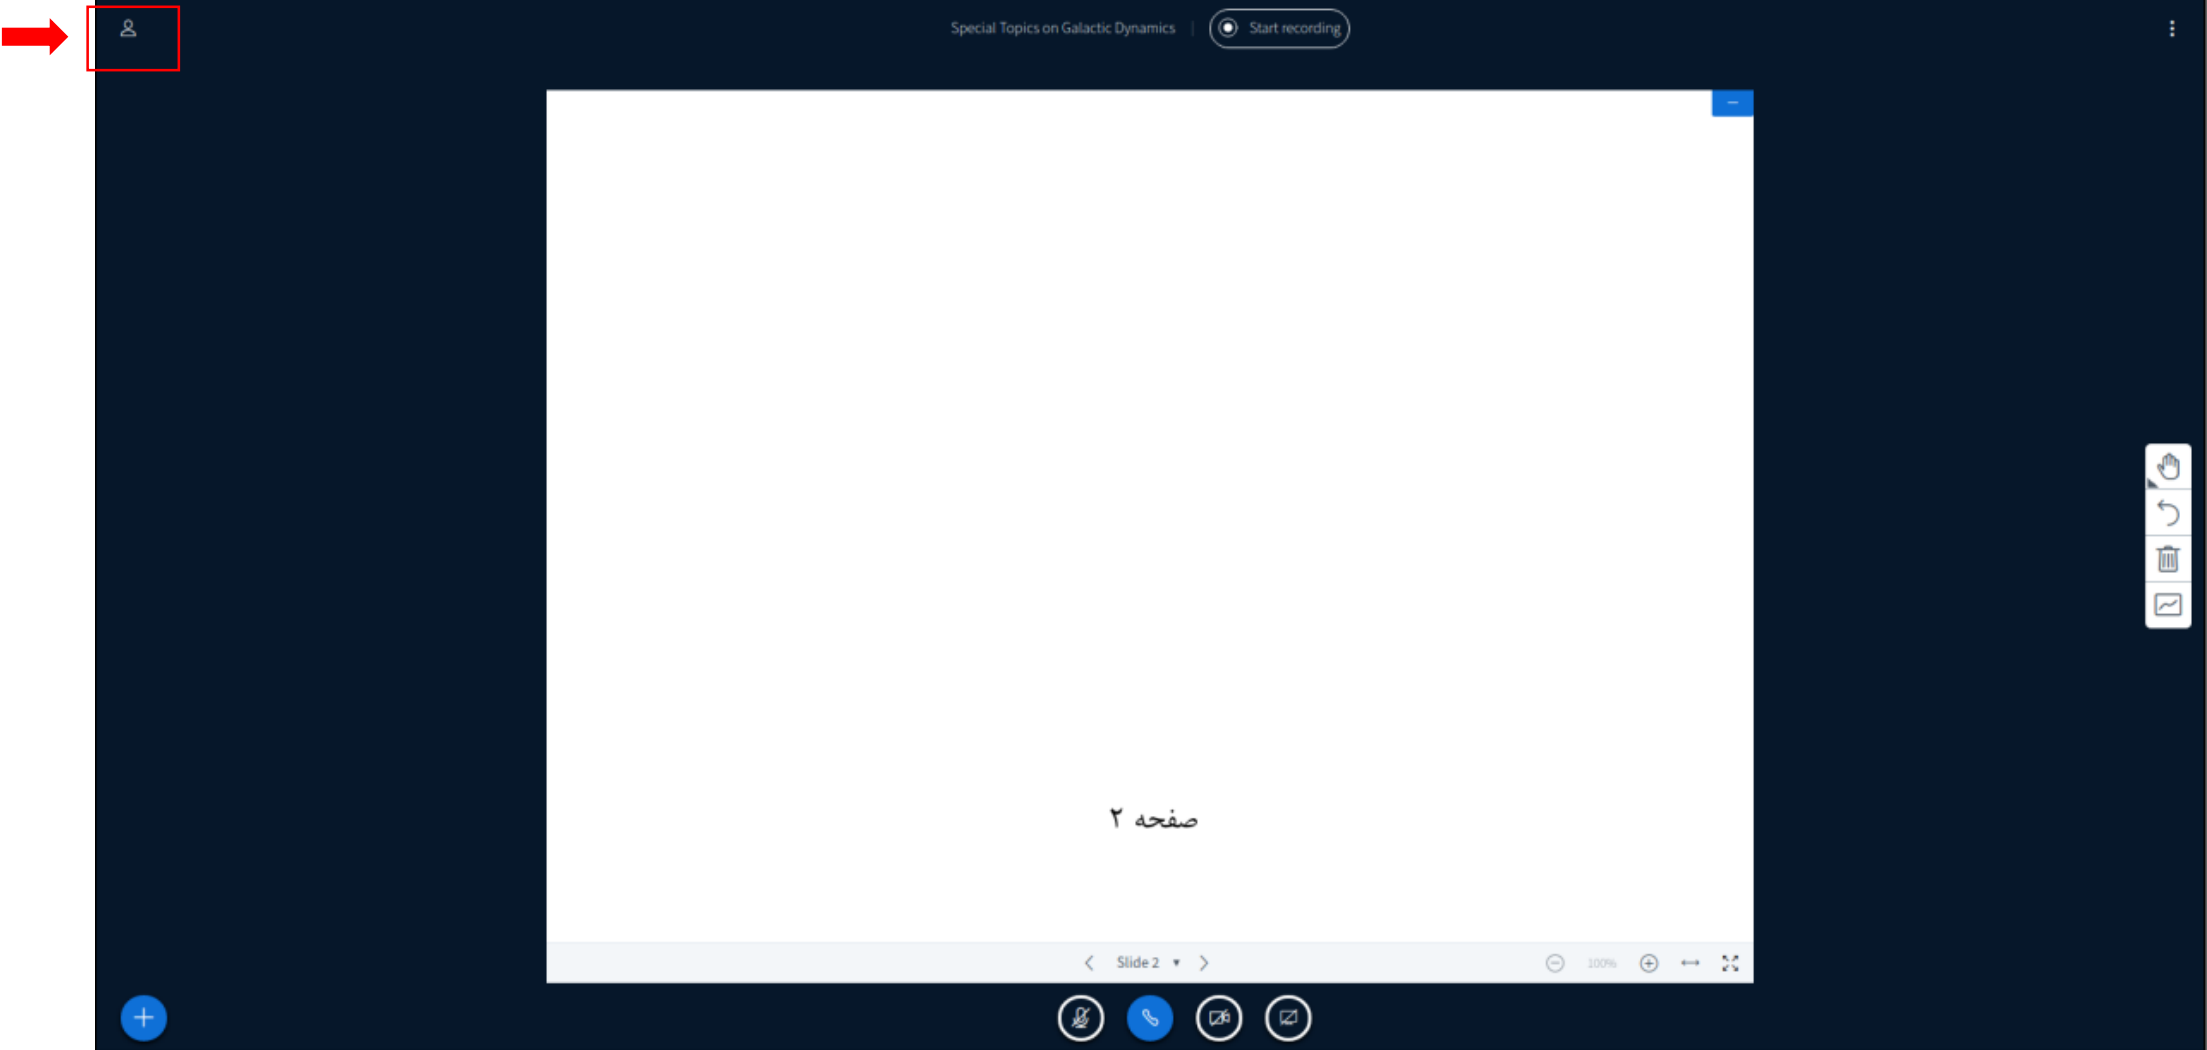 Special Topics on Galactic Dynamics
Start recording
صفحه ۲
Slide 2
100%